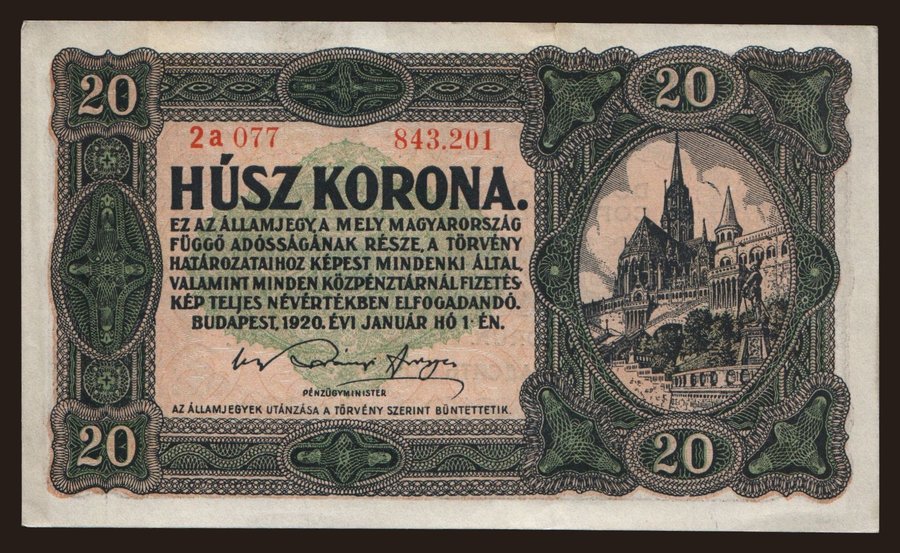 20 20
2a 077 843.201
HÚSZ KORONA.
EZ AZ ÁLLAMJEGY, A MELY MAGYARORSZÁG
FÜGGŐ ADÓSSÁGÁNAK RÉSZE, A TÖRVÉNY
HATÁROZATAIHOZ KÉPEST MINDENKI ÁLTAL,
VALAMINT MINDEN KÖZPÉNZTÁRNÁL FIZETÉS-
KÉP TELJES NÉVÉRTÉKBEN ELFOGADANDÓ.
BUDAPEST, 1920. ÉVI JANUÁR HÓ 1-ÉN.
PÉNZÜGYMINISTER
AZ ÁLLAMJEGYEK UTÁNZÁSA A TÖRVÉNY SZERINT BÜNTETTETIK.
20 20